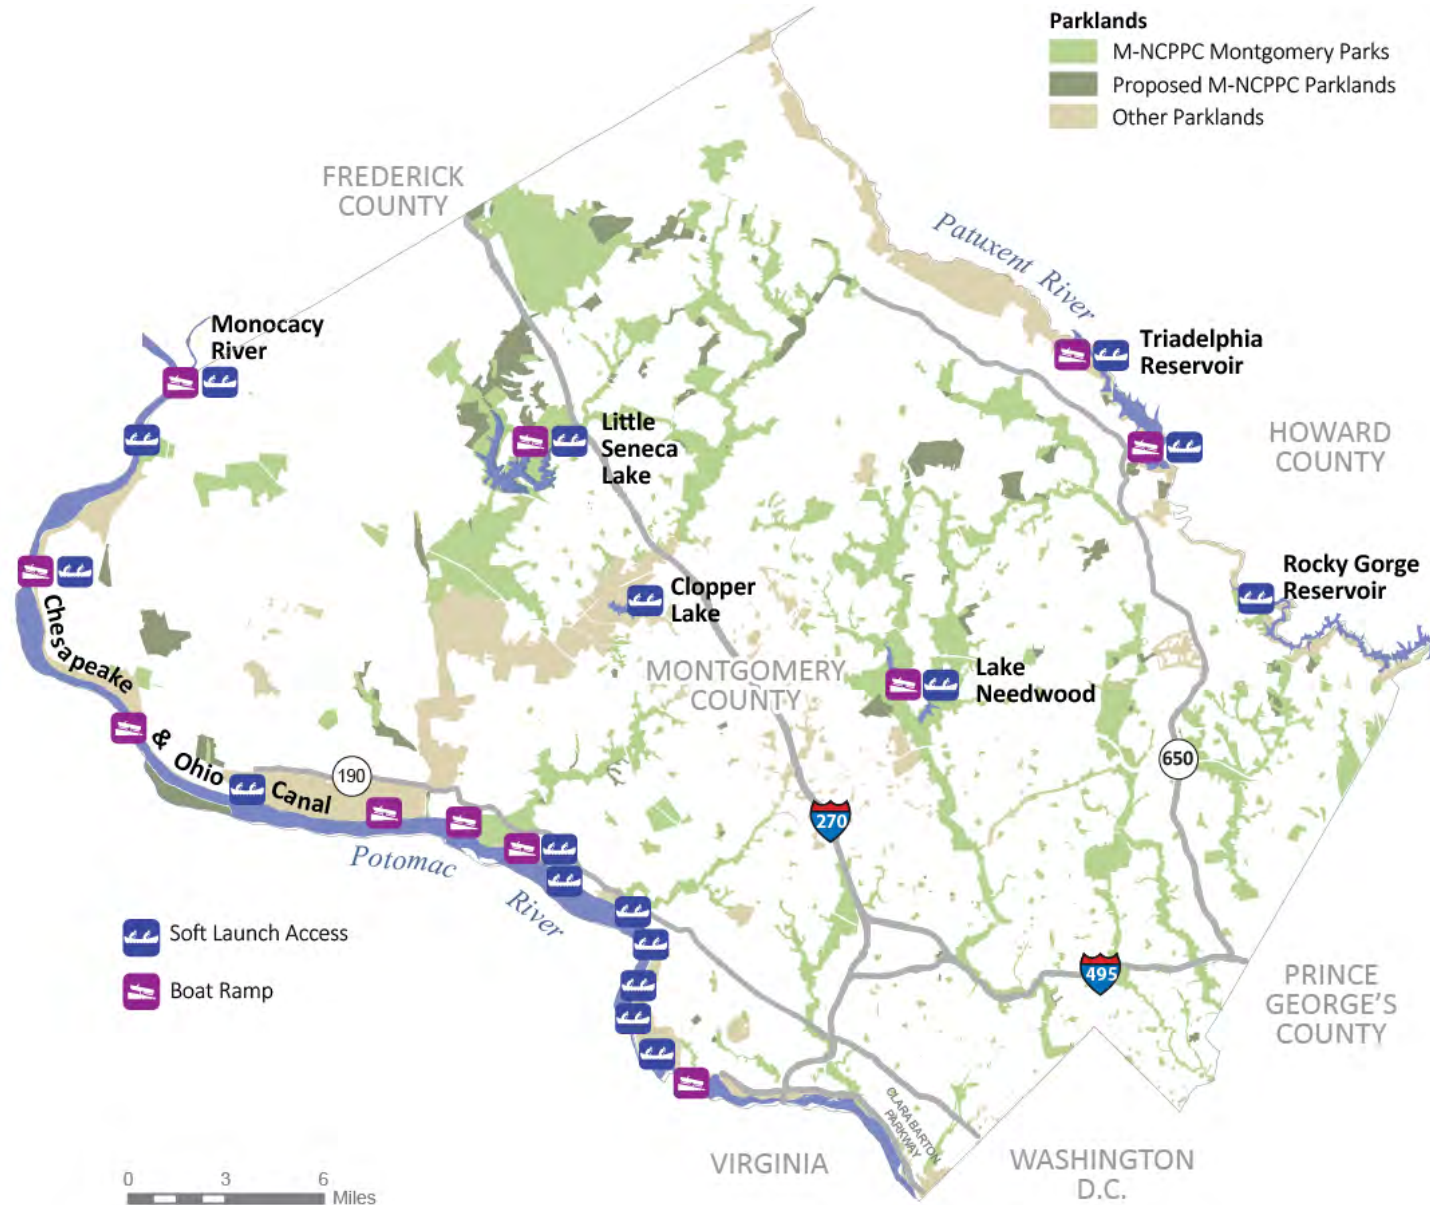 Parklands
M-NCPPC Montgomery Parks
Proposed M-NCPPC Parklands
Other Parklands
FREDERICK
COUNTY
Patuxent River
Monocacy
River
Triadelphia
Reservoir
Little
Seneca
Lake
HOWARD
COUNTY
Rocky Gorge
Reservoir
Clopper
Lake
Chesapeake & Ohio Canal
MONTGOMERY
COUNTY
Lake
Needwood
650
190
270
Potomac River
Soft Launch Access
Boat Ramp
495
PRINCE
GEORGE'S
COUNTY
CLARA BARTON
PARKWAY
VIRGINIA
WASHINGTON
D.C.
0 3 6
Miles